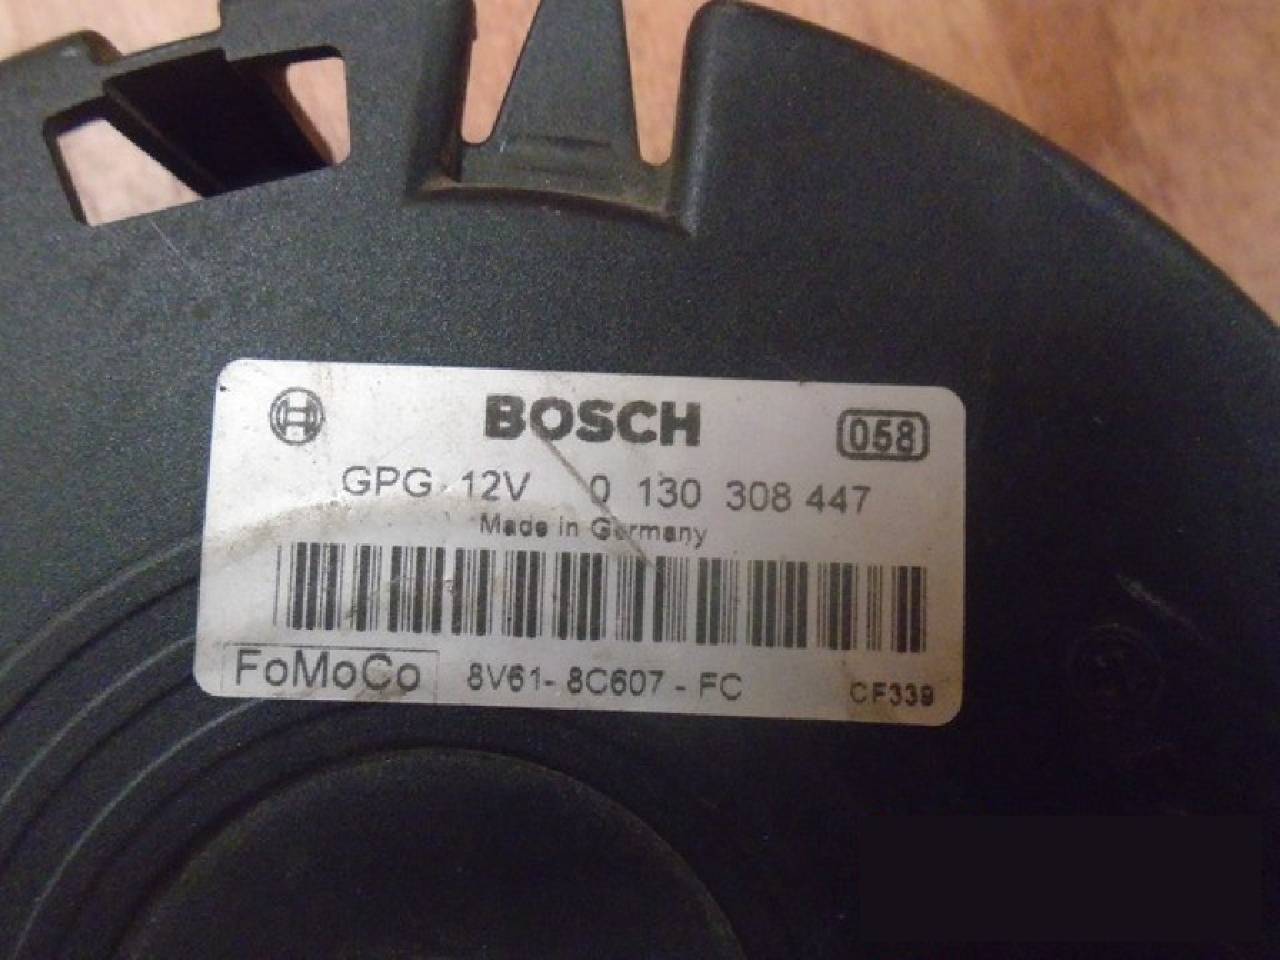 BOSCH 058
GPG 12V 0 130 308 447
Made in Germany
FoMoCo 8V61-8C607-FC CF339